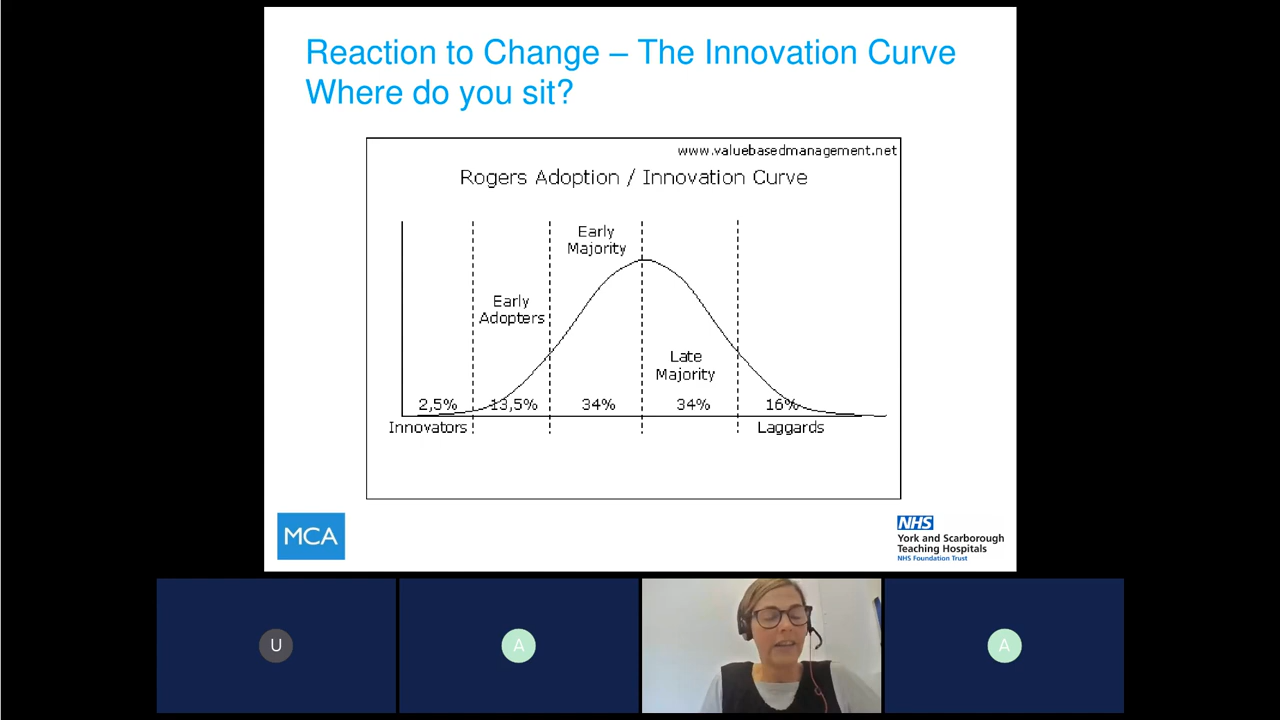 Reaction to Change – The Innovation Curve
Where do you sit?
www.valuebasedmanagement.net
Rogers Adoption / Innovation Curve
Early
Majority
Early
Adopters
Late
Majority
2,5%
13,5%
34%
34%
16%
Innovators
Laggards
MCA
NHS
York and Scarborough
Teaching Hospitals
NHS Foundation Trust
U
A
A